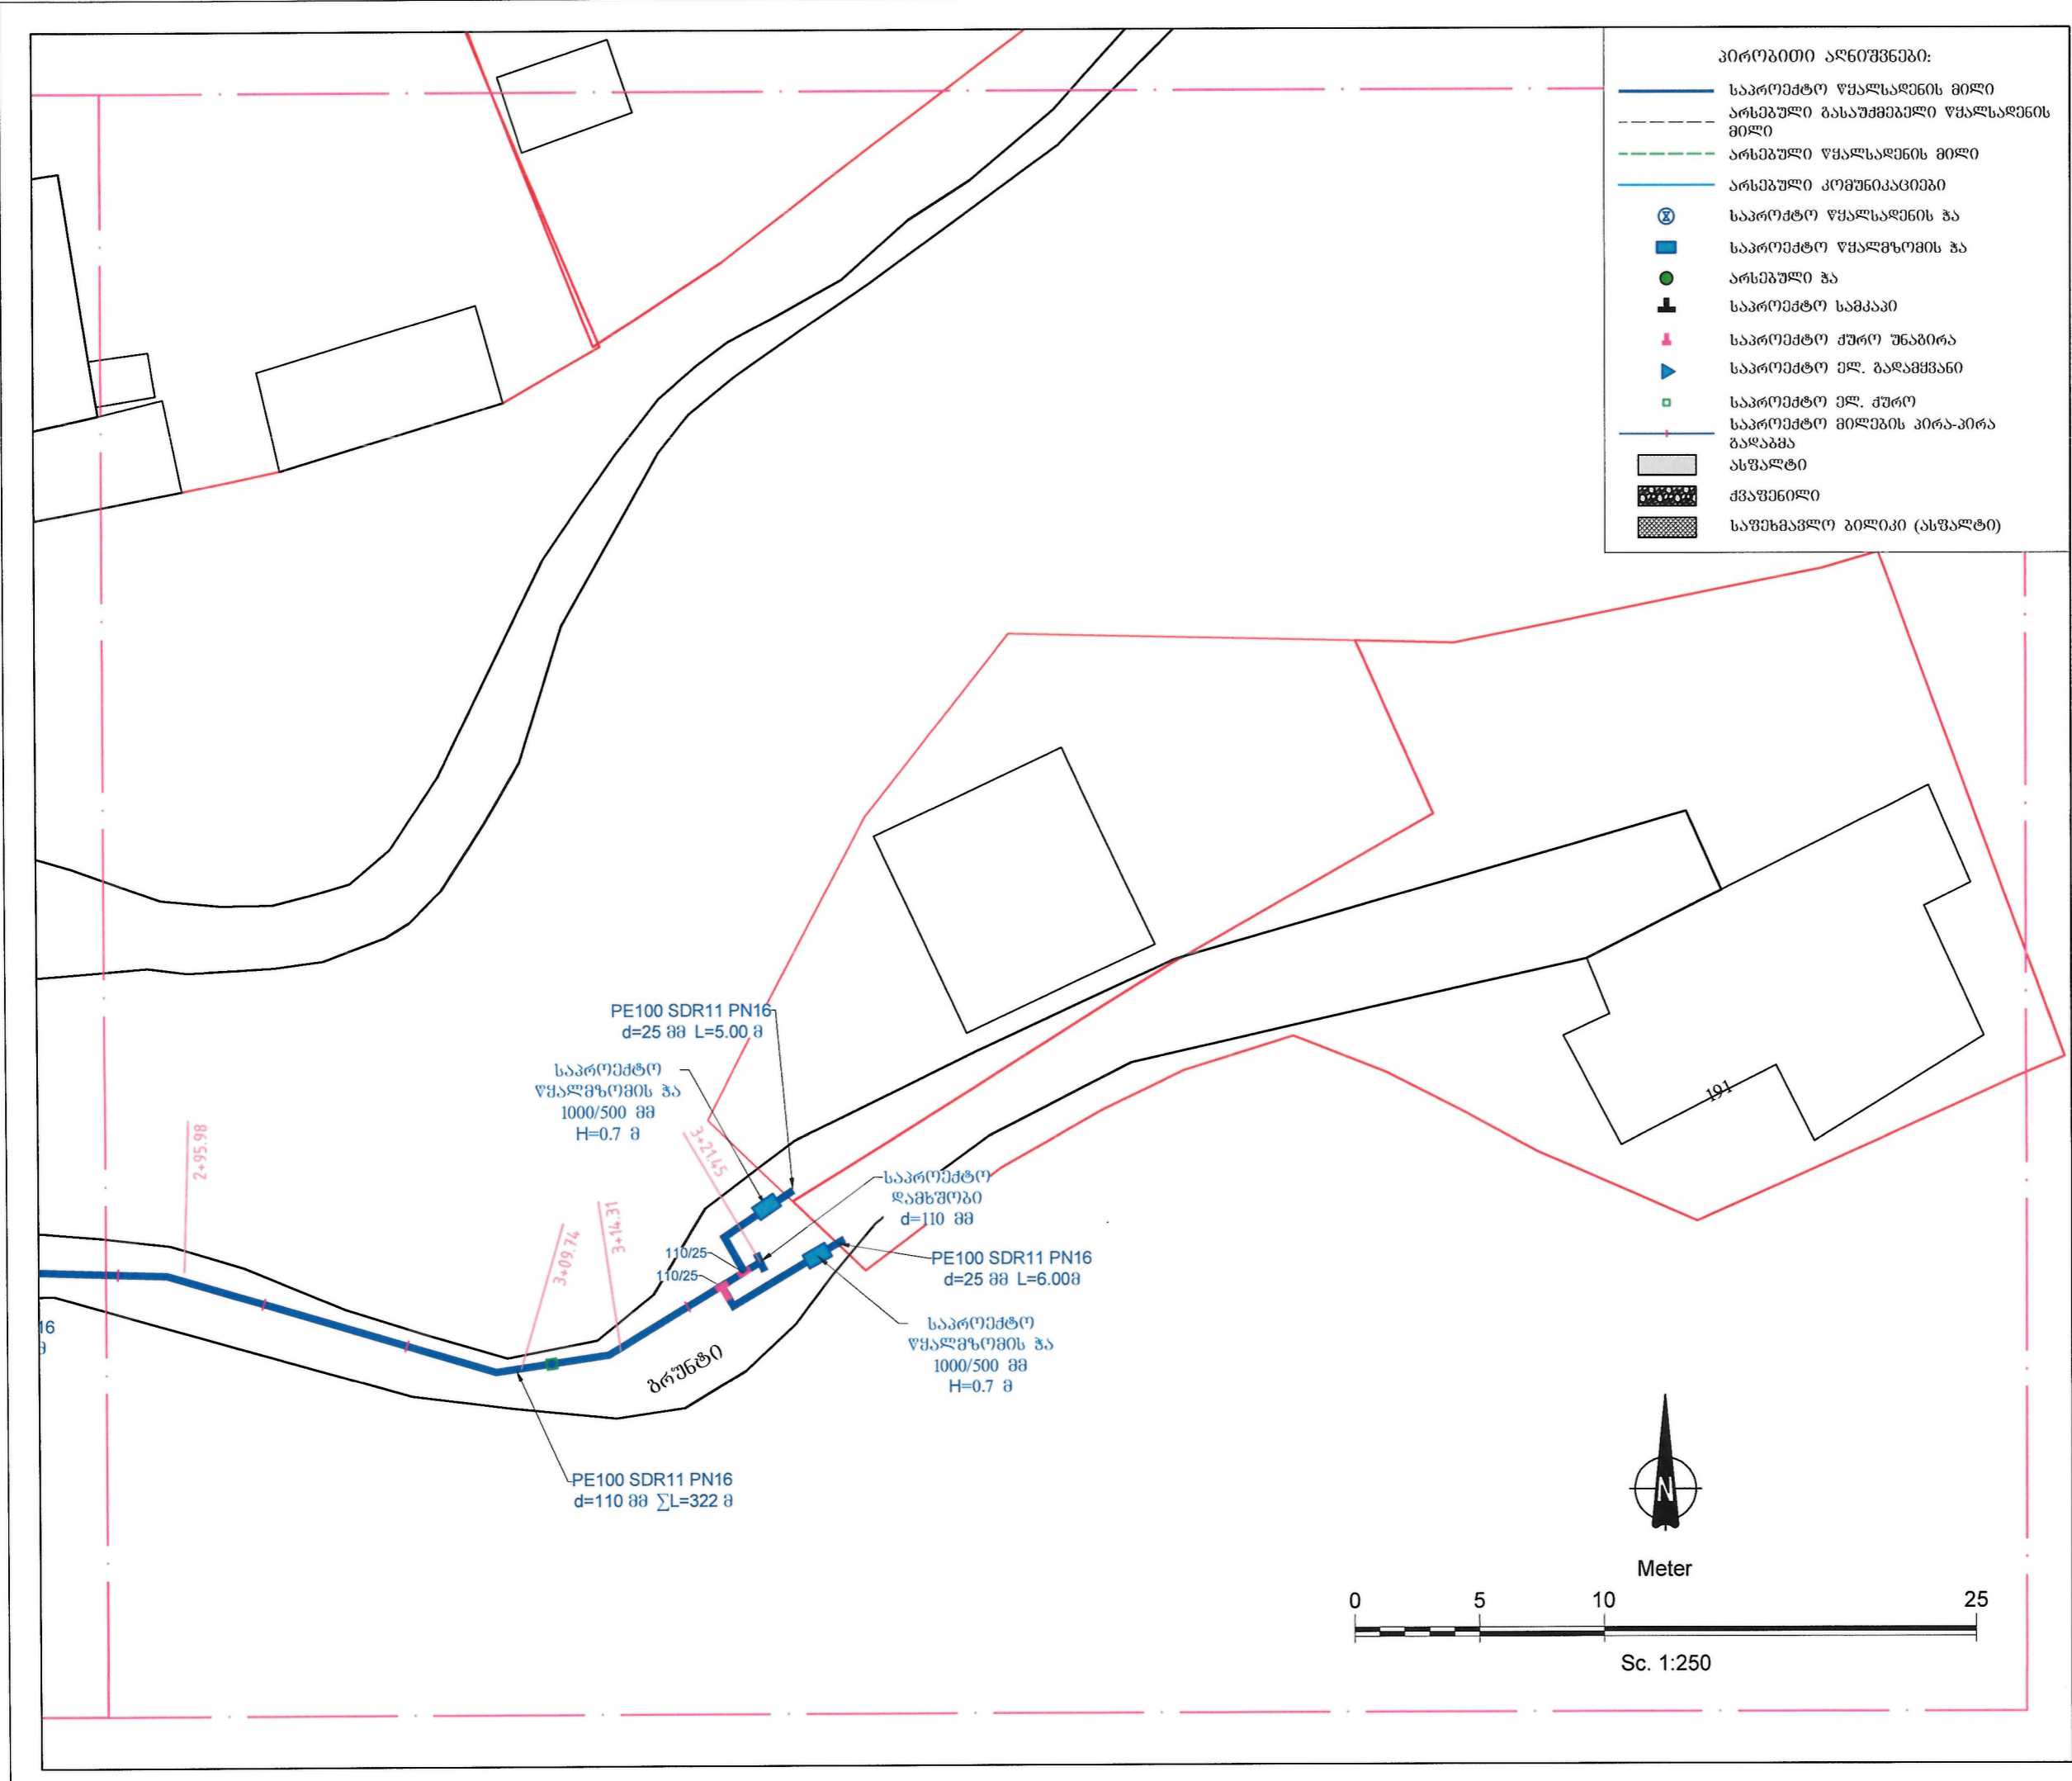 პირობითი აღნიშვნები:
საპროექტო წყალსადენის მილი
არსებული გასაუქმებელი წყალსადენის
მილი
არსებული წყალსადენის მილი
არსებული კომუნიკაციები
საპროქტო წყალსადენის ჭა
საპროექტო წყალმზომის ჭა
არსებული ჭა
საპროექტო სამკაპი
საპროექტო ქურო უნაგირა
საპროექტო ელ. გადამყვანი
საპროექტო ელ. ქურო
საპროექტო მილების პირა-პირა
გადაბმა
ასფალტი
ქვაფენილი
საფეხმავლო ბილიკი (ასფალტი)
PE100 SDR11 PN16
d=25 მმ L=5.00 მ
საპროექტო
წყალმზომის ჭა
1000/500 მმ
H=0.7 მ
191
2+95.98
3+21.45
საპროექტო
დამხშობი
d=110 მმ
3+09.74
3+14.31
110/25
110/25
PE100 SDR11 PN16
d=25 მმ L=6.00მ
16
მ
საპროექტო
წყალმზომის ჭა
1000/500 მმ
H=0.7 მ
გრუნტი
PE100 SDR11 PN16
d=110 მმ ∑L=322 მ
N
Meter
0 5 10 25
Sc. 1:250